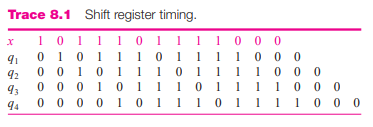 Trace 8.1 Shift register timing.
x 1 0 1 1 1 0 1 1 1 1 0 0 0
q1 0 1 0 1 1 1 0 1 1 1 1 0 0 0
q2 0 0 1 0 1 1 1 0 1 1 1 1 0 0 0
q3 0 0 0 1 0 1 1 1 0 1 1 1 1 0 0 0
q4 0 0 0 0 1 0 1 1 1 0 1 1 1 1 0 0 0